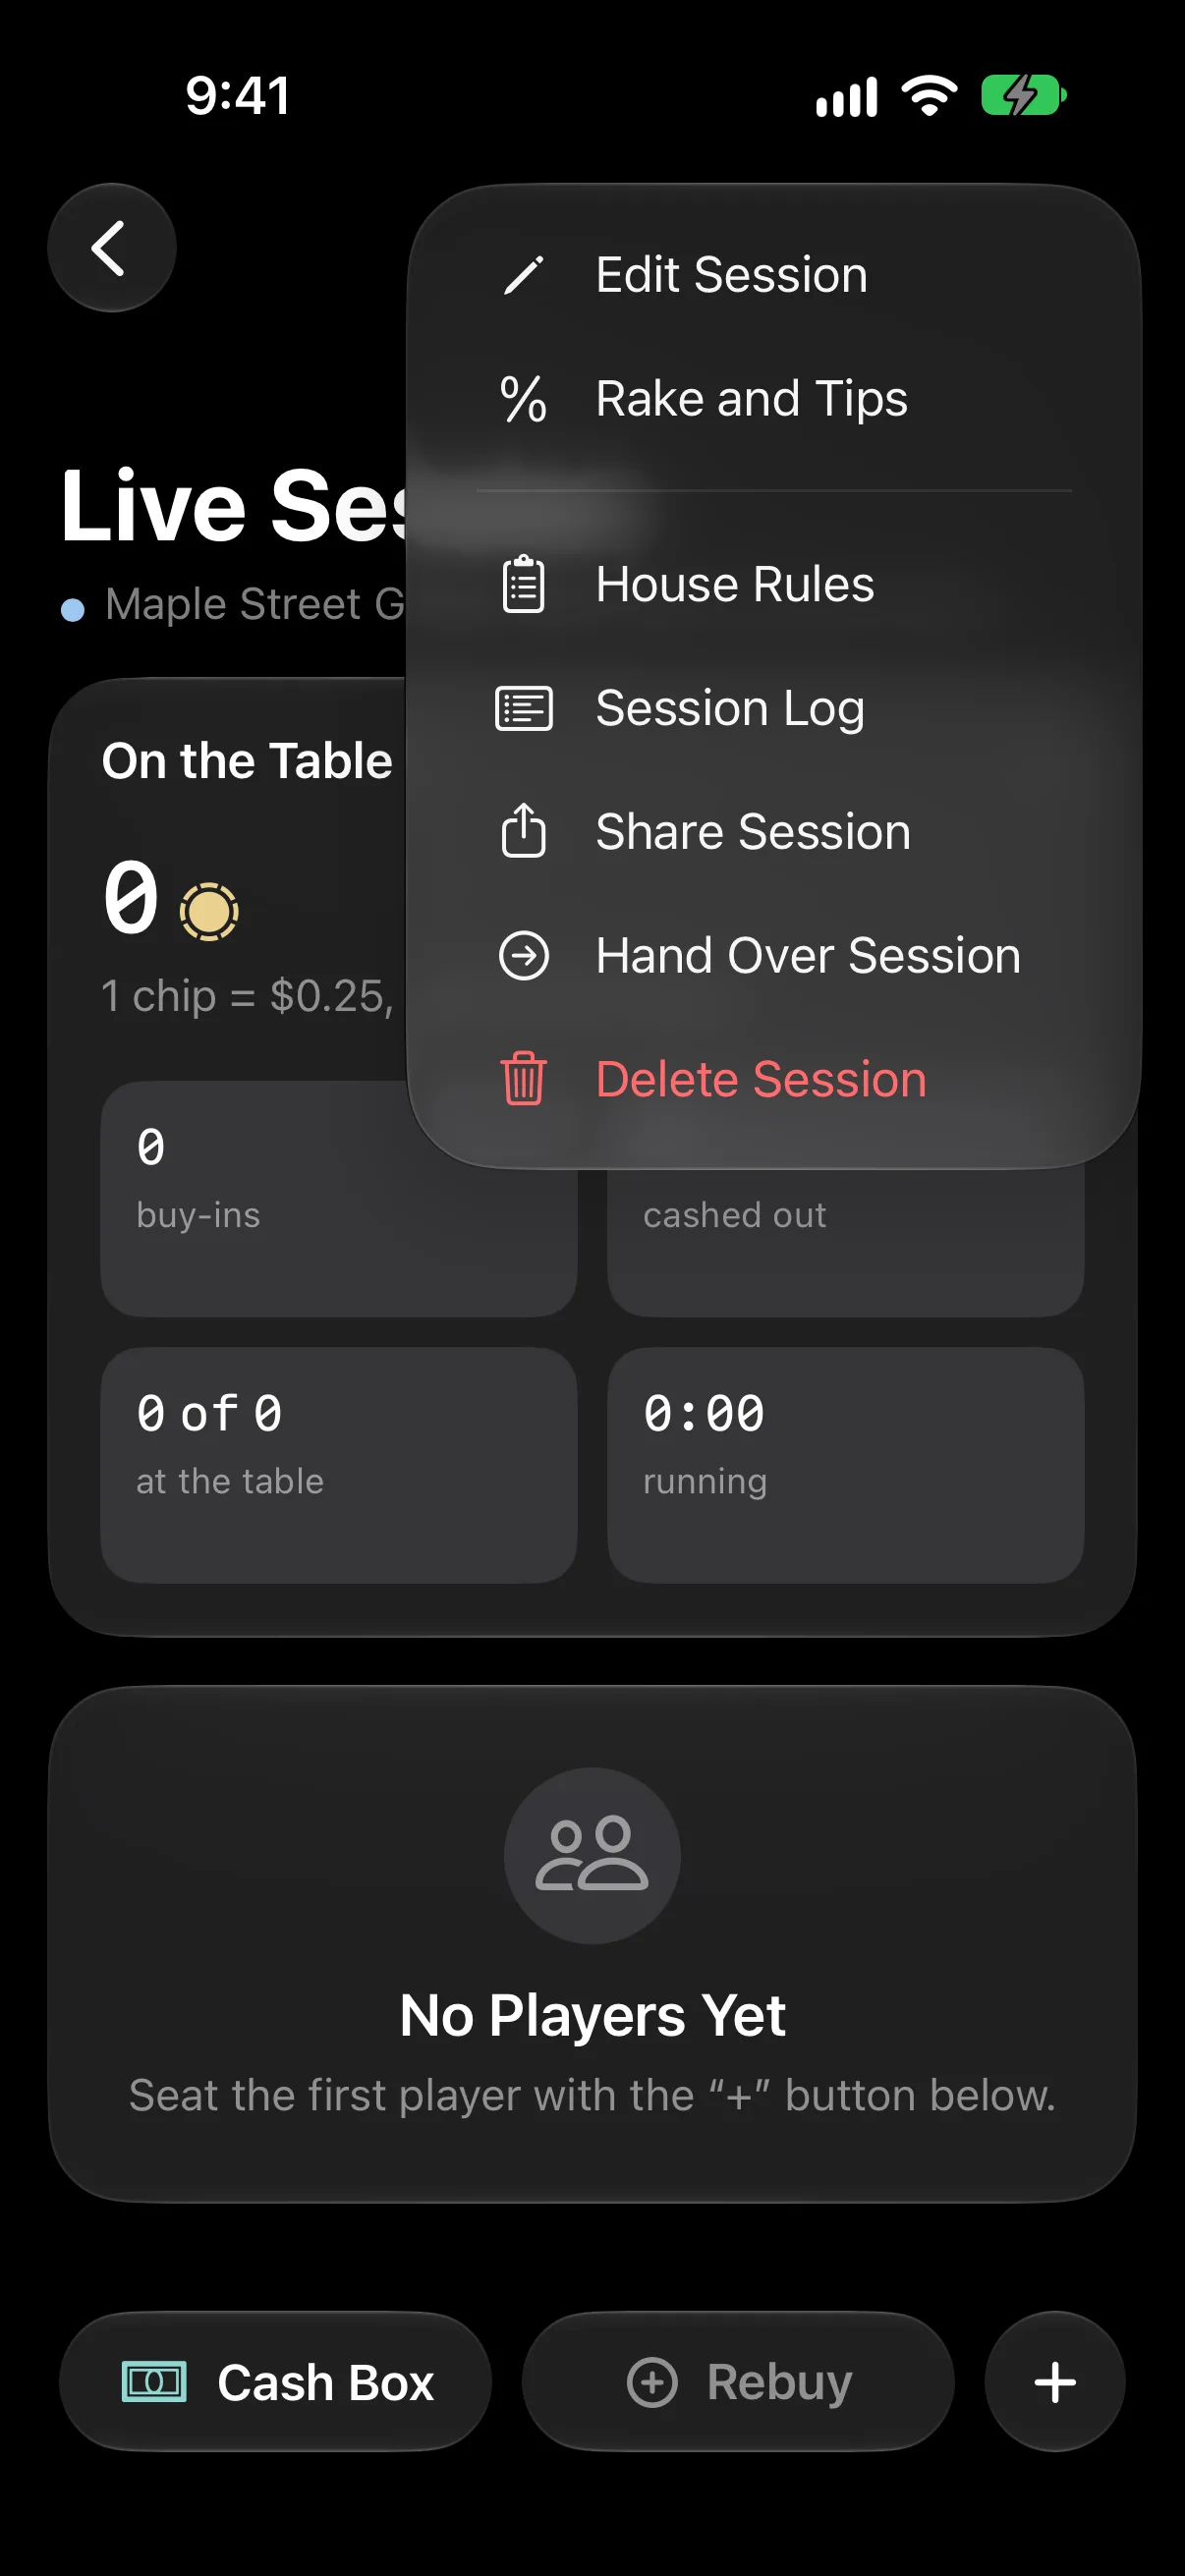 9:41
Edit Session
Rake and Tips
House Rules
Session Log
Share Session
Hand Over Session
Delete Session
Live
Maple Street
On the Table
0
1 chip = $0.25,
0
buy-ins
cashed out
0 of 0
at the table
0:00
running
No Players Yet
Seat the first player with the “+” button below.
Cash Box
Rebuy